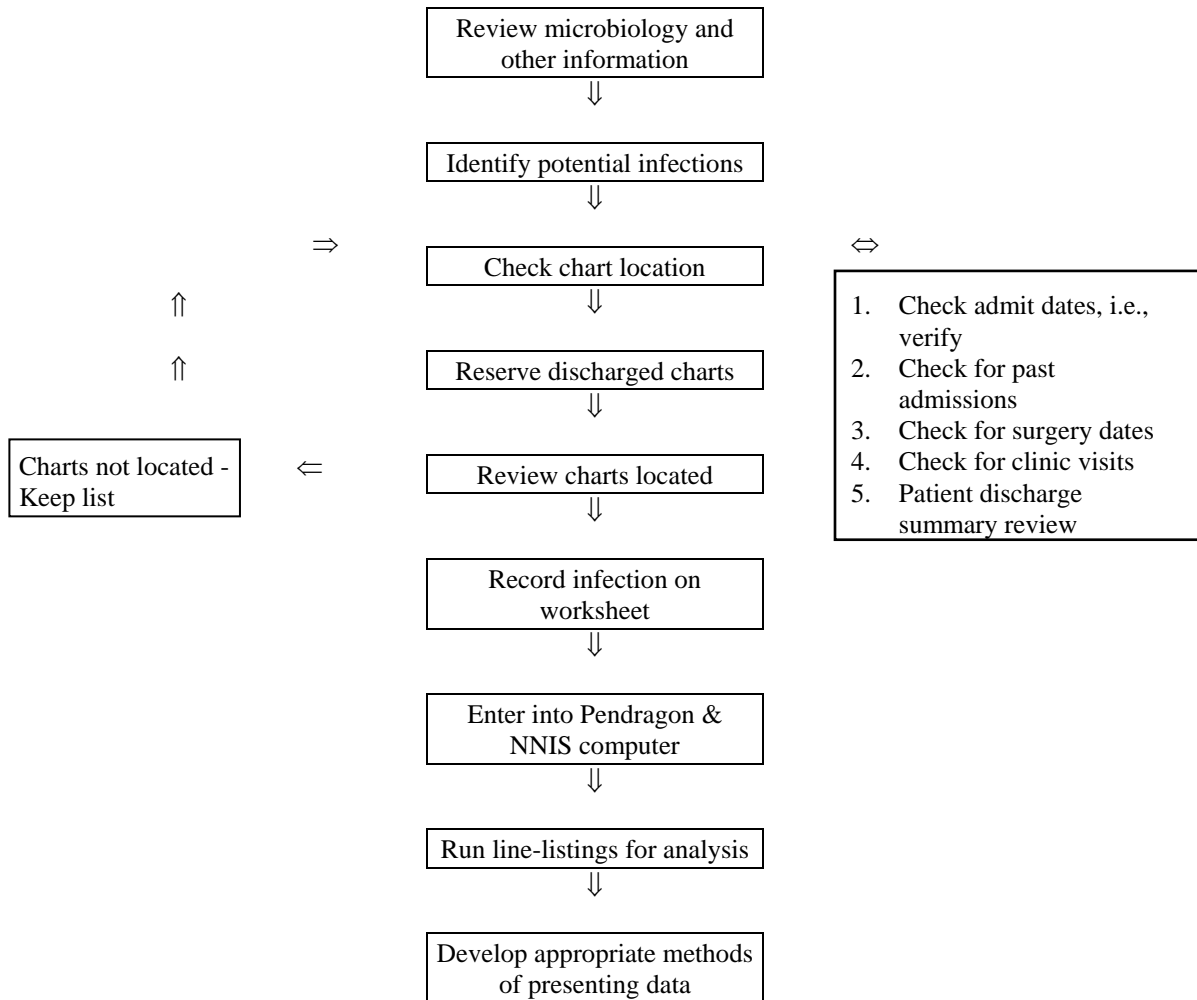 Review microbiology and
other information
⇓
Identify potential infections
⇓
⇒
⇔
Check chart location
⇓
⇑
⇑
Reserve discharged charts
⇓
1. Check admit dates, i.e.,
verify
2. Check for past
admissions
3. Check for surgery dates
4. Check for clinic visits
5. Patient discharge
summary review
Charts not located -
Keep list
⇐
Review charts located
⇓
Record infection on
worksheet
⇓
Enter into Pendragon &
NNIS computer
⇓
Run line-listings for analysis
⇓
Develop appropriate methods
of presenting data